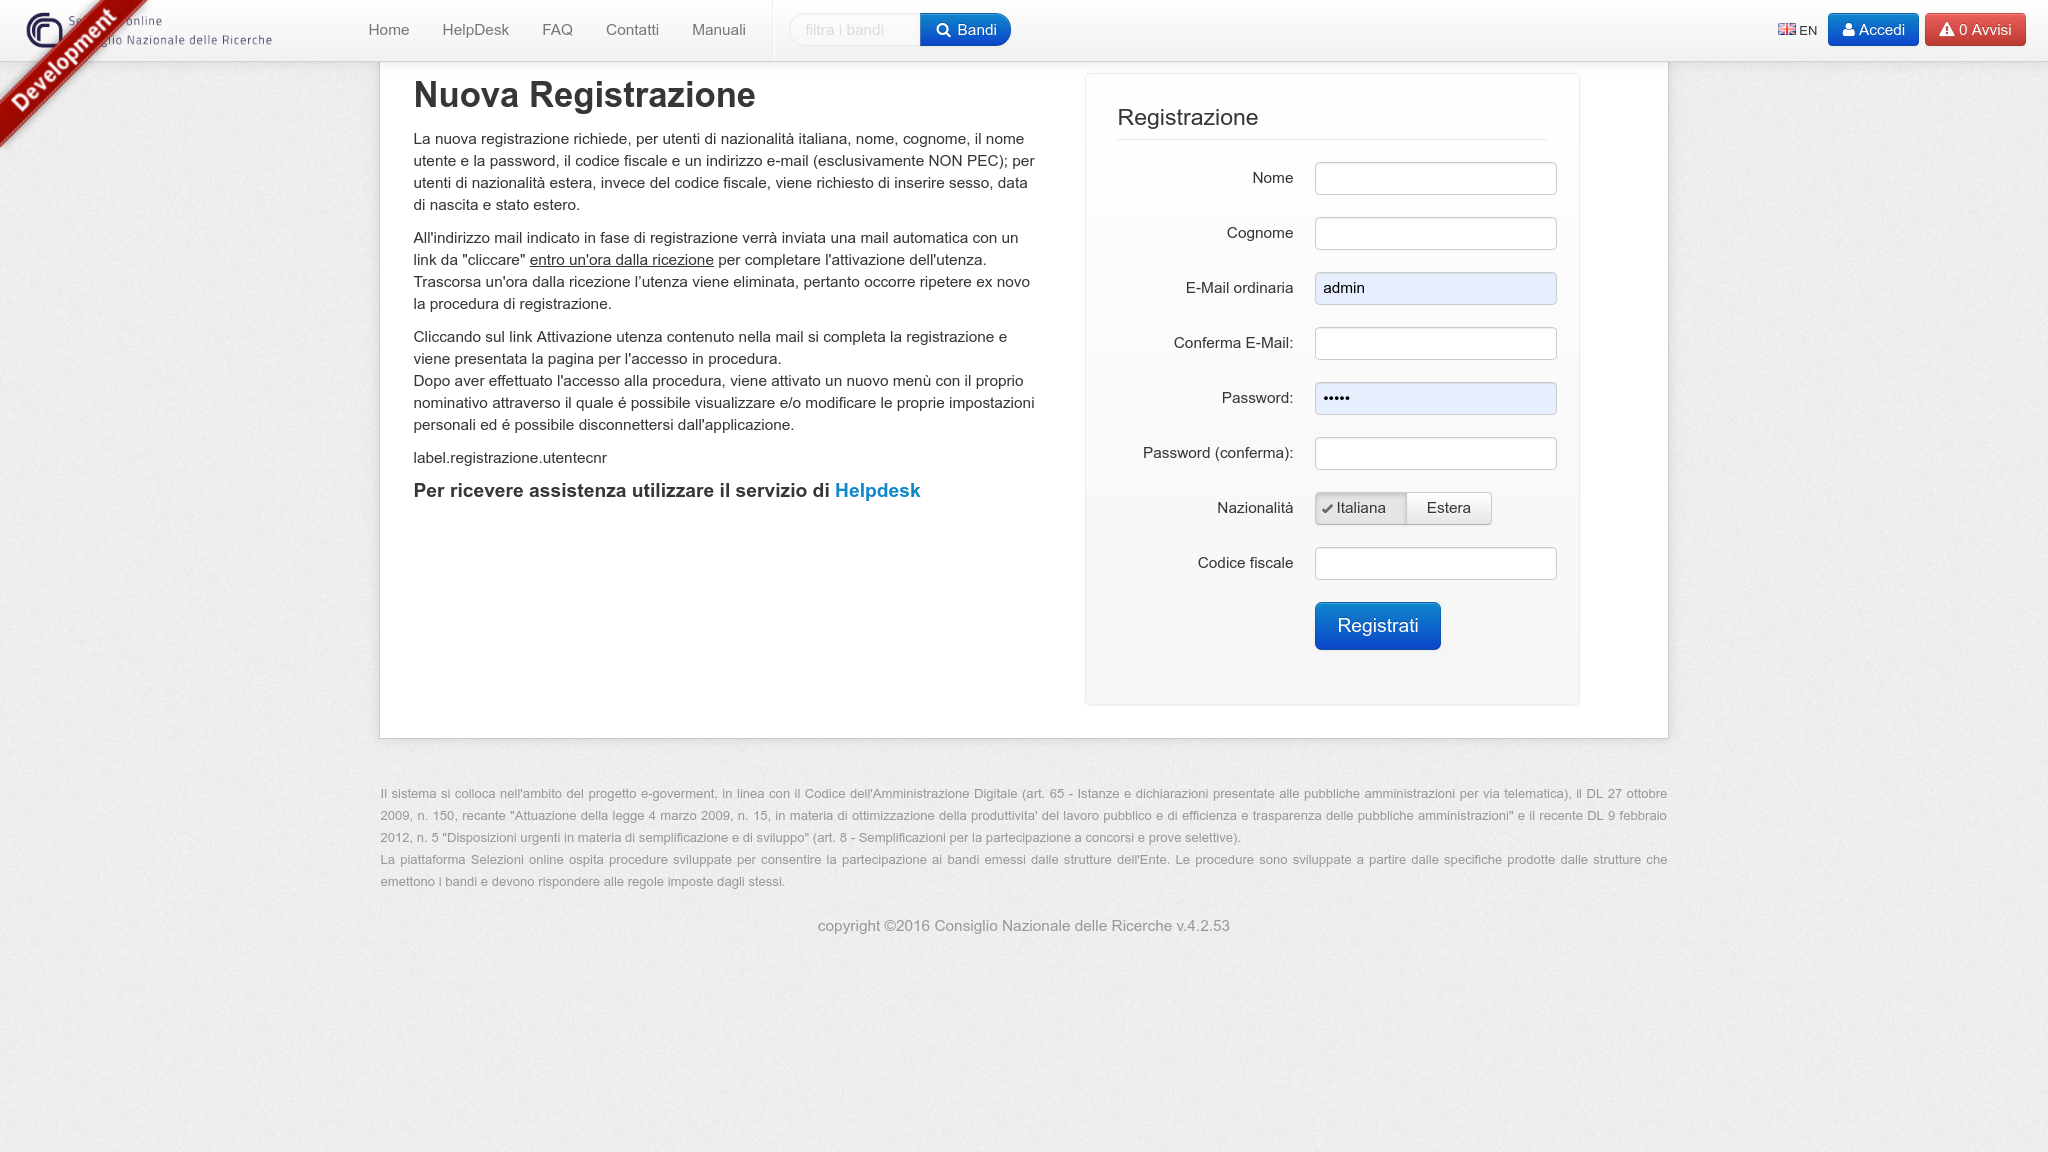 online
Consiglio Nazionale delle Ricerche
Development
Home HelpDesk FAQ Contatti Manuali filtra i bandi Bandi EN Accedi 0 Avvisi
Nuova Registrazione
La nuova registrazione richiede, per utenti di nazionalità italiana, nome, cognome, il nome
utente e la password, il codice fiscale e un indirizzo e-mail (esclusivamente NON PEC); per
utenti di nazionalità estera, invece del codice fiscale, viene richiesto di inserire sesso, data
di nascita e stato estero.
All'indirizzo mail indicato in fase di registrazione verrà inviata una mail automatica con un
link da "cliccare" entro un'ora dalla ricezione per completare l'attivazione dell'utenza.
Trascorsa un'ora dalla ricezione l’utenza viene eliminata, pertanto occorre ripetere ex novo
la procedura di registrazione.
Cliccando sul link Attivazione utenza contenuto nella mail si completa la registrazione e
viene presentata la pagina per l'accesso in procedura.
Dopo aver effettuato l'accesso alla procedura, viene attivato un nuovo menù con il proprio
nominativo attraverso il quale é possibile visualizzare e/o modificare le proprie impostazioni
personali ed é possibile disconnettersi dall'applicazione.
label.registrazione.utentecnr
Per ricevere assistenza utilizzare il servizio di Helpdesk
Registrazione
Nome
Cognome
E-Mail ordinaria admin
Conferma E-Mail:
Password: •••••
Password (conferma):
Nazionalità Italiana Estera
Codice fiscale
Registrati
Il sistema si colloca nell'ambito del progetto e-goverment, in linea con il Codice dell'Amministrazione Digitale (art. 65 - Istanze e dichiarazioni presentate alle pubbliche amministrazioni per via telematica), il DL 27 ottobre
2009, n. 150, recante "Attuazione della legge 4 marzo 2009, n. 15, in materia di ottimizzazione della produttivita' del lavoro pubblico e di efficienza e trasparenza delle pubbliche amministrazioni" e il recente DL 9 febbraio
2012, n. 5 "Disposizioni urgenti in materia di semplificazione e di sviluppo" (art. 8 - Semplificazioni per la partecipazione a concorsi e prove selettive).
La piattaforma Selezioni online ospita procedure sviluppate per consentire la partecipazione ai bandi emessi dalle strutture dell'Ente. Le procedure sono sviluppate a partire dalle specifiche prodotte dalle strutture che
emettono i bandi e devono rispondere alle regole imposte dagli stessi.
copyright ©2016 Consiglio Nazionale delle Ricerche v.4.2.53